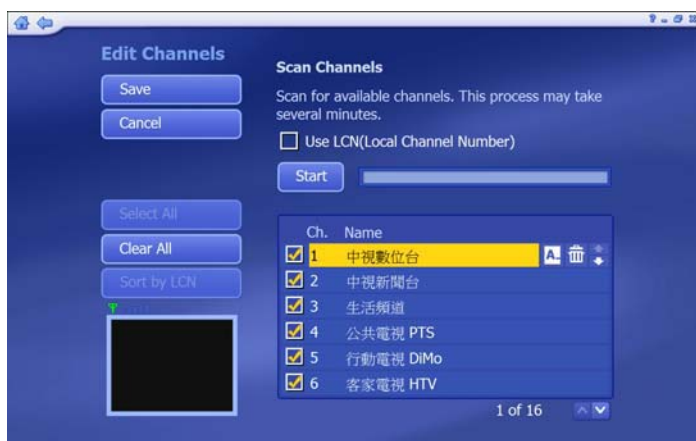 Edit Channels
Save
Cancel
Select All
Clear All
Sort by LCN
Scan Channels
Scan for available channels. This process may take
several minutes.
Use LCN(Local Channel Number)
Start
Ch. Name
1 中視數位台
2 中視新聞台
3 生活頻道
4 公共電視 PTS
5 行動電視 DiMo
6 客家電視 HTV
1 of 16